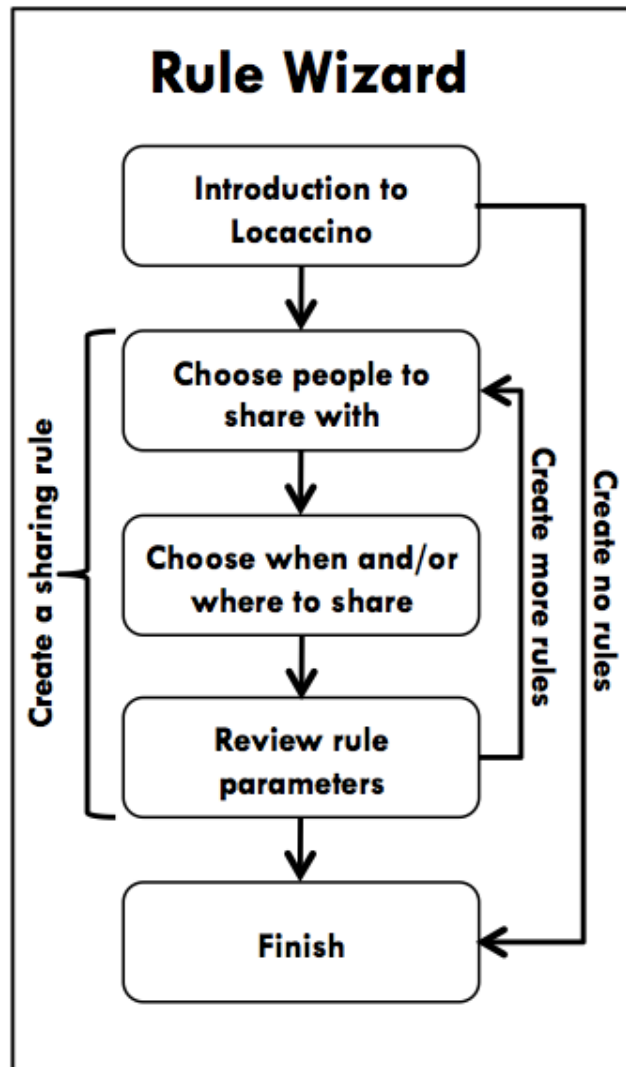 Rule Wizard
Introduction to
Locaccino
Choose people to
share with
Choose when and/or
where to share
Review rule
parameters
Finish
Create a sharing rule
Create more rules
Create no rules